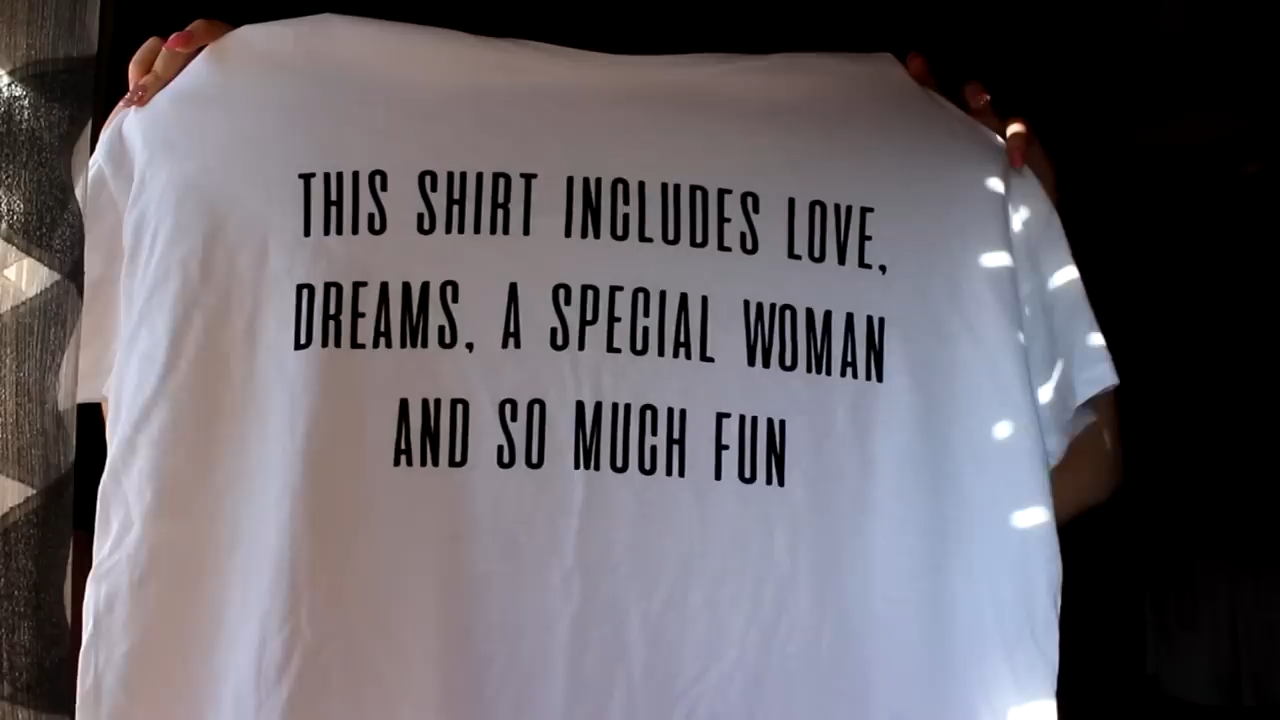 THIS SHIRT INCLUDES LOVE,
DREAMS, A SPECIAL WOMAN
AND SO MUCH FUN